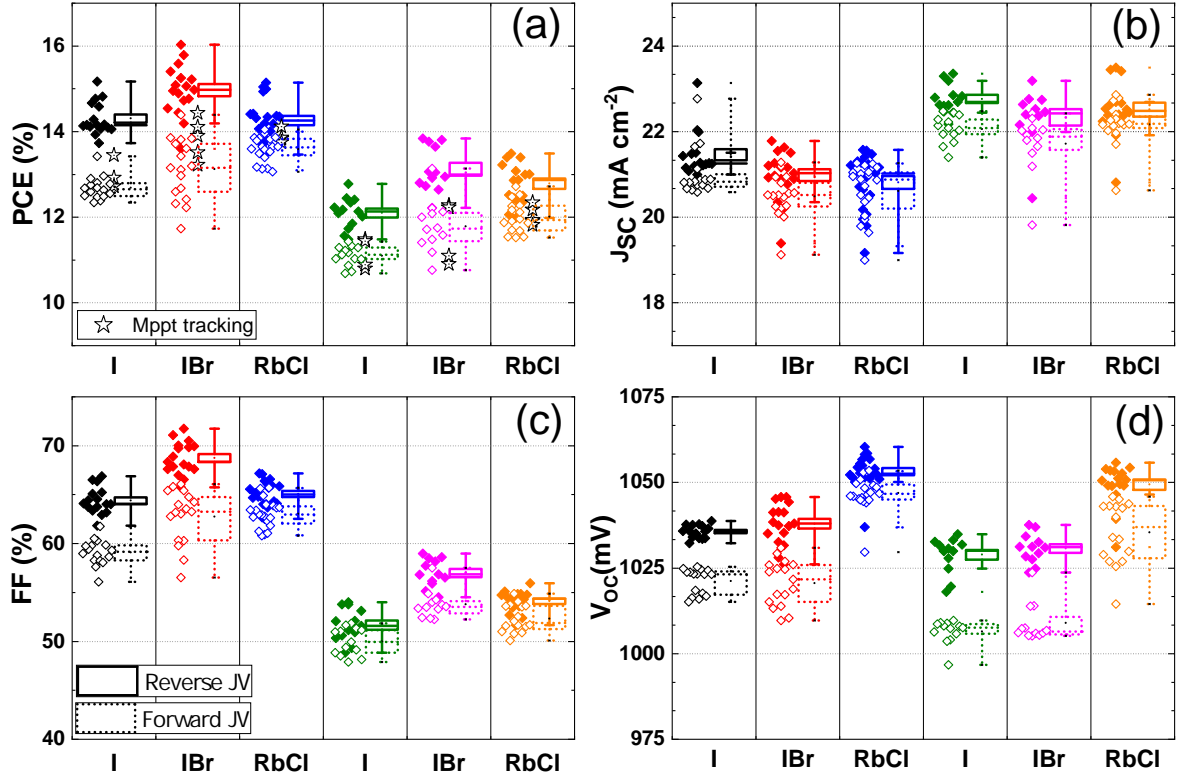 (a)
PCE (%)
16
14
12
10
Mppt tracking
I IBr RbCl I IBr RbCl
(b)
JSC (mA cm⁻²)
24
22
20
18
I IBr RbCl I IBr RbCl
(c)
FF (%)
70
60
50
40
Reverse JV
Forward JV
I IBr RbCl I IBr RbCl
(d)
VOC(mV)
1075
1050
1025
1000
975
I IBr RbCl I IBr RbCl